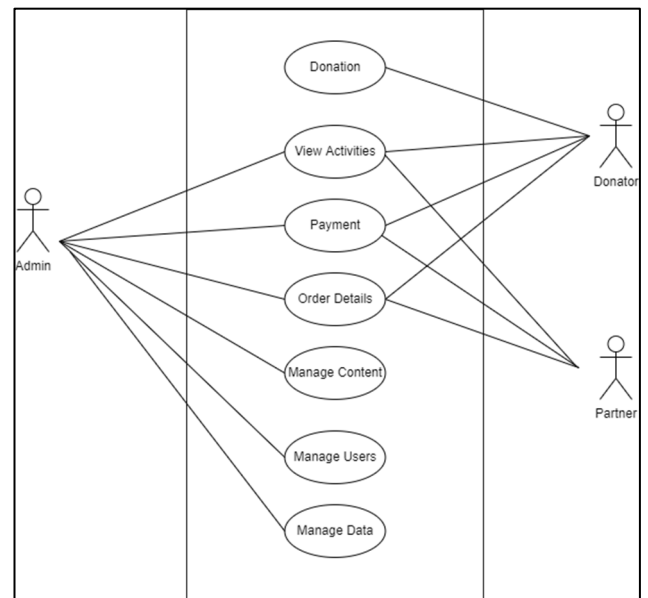 Donation
View Activities
Donator
Payment
Admin
Order Details
Manage Content
Partner
Manage Users
Manage Data